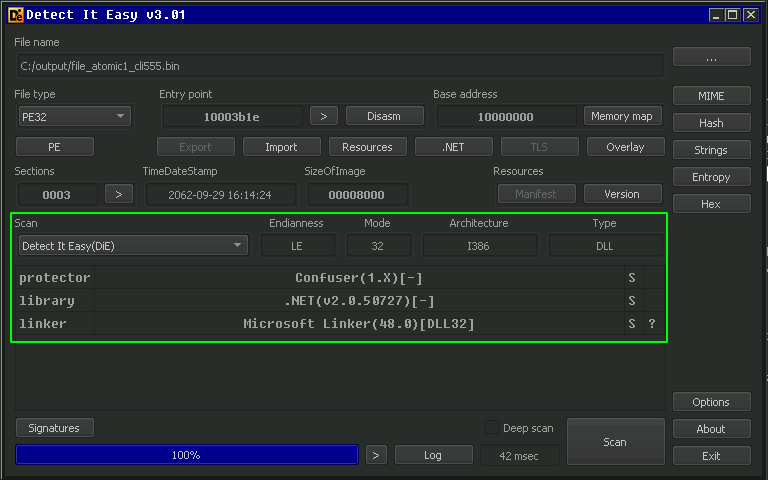 Detect It Easy v3.01
File name
C:/output/file_atomic1_cli555.bin
...
File type Entry point Base address
PE32 10003b1e > Disasm 10000000 Memory map MIME
PE Export Import Resources .NET TLS Overlay Hash
Sections TimeDateStamp SizeOfImage Resources Strings
0003 > 2062-09-29 16:14:24 00008000 Manifest Version Entropy
Hex
Scan Endianness Mode Architecture Type
Detect It Easy(DiE) LE 32 I386 DLL
protector Confuser(1.X)[-] S
library .NET(v2.0.50727)[-] S
linker Microsoft Linker(48.0)[DLL32] S ?
Options
Signatures Deep scan Scan About
100% > Log 42 msec Exit